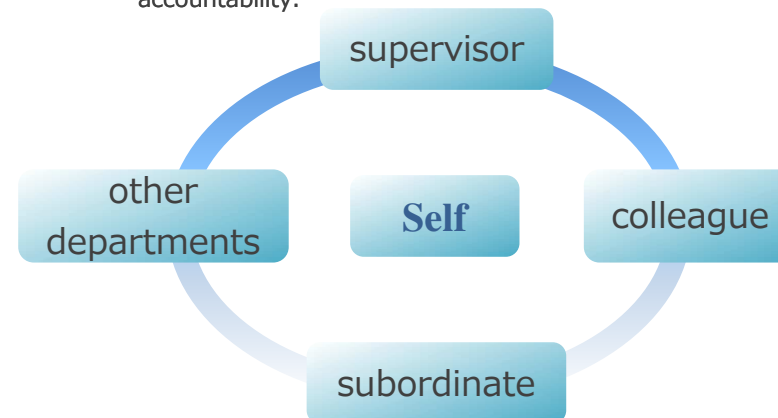 accountability.
supervisor
other
departments
Self
colleague
subordinate